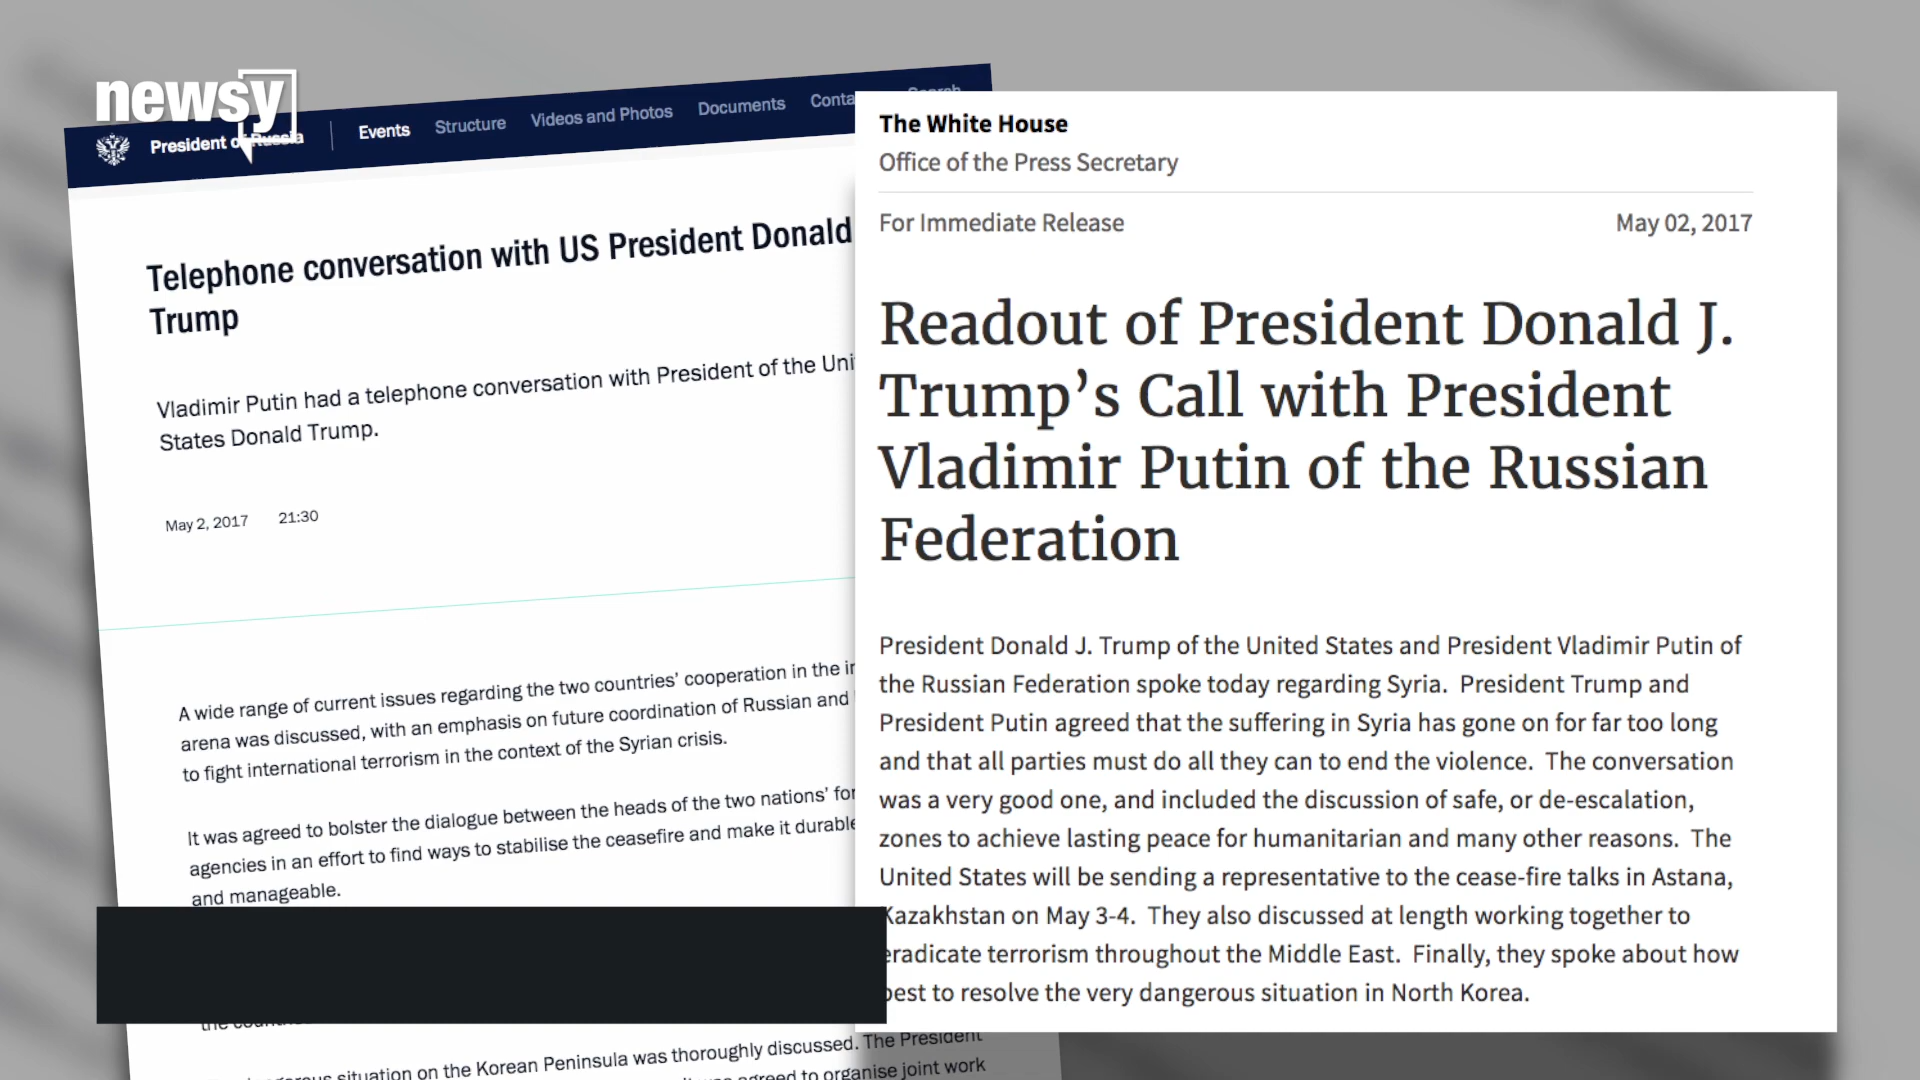 newsy
President of Russia
Events
Structure
Videos and Photos
Documents
Search
Telephone conversation with US President Donald
Trump
Vladimir Putin had a telephone conversation with President of the
States Donald Trump.
May 2, 2017 21:30
A wide range of current issues regarding the two countries' cooperation in the
arena was discussed, with an emphasis on future coordination of Russian and
to fight international terrorism in the context of the Syrian crisis.
It was agreed to bolster the dialogue between the heads of the two nations'
agencies in an effort to find ways to stabilise the ceasefire and make it durable
and manageable.
situation on the Korean Peninsula was thoroughly discussed. The President
agreed to organise joint work
The White House
Office of the Press Secretary
For Immediate Release May 02, 2017
Readout of President Donald J.
Trump’s Call with President
Vladimir Putin of the Russian
Federation
President Donald J. Trump of the United States and President Vladimir Putin of
the Russian Federation spoke today regarding Syria. President Trump and
President Putin agreed that the suffering in Syria has gone on for far too long
and that all parties must do all they can to end the violence. The conversation
was a very good one, and included the discussion of safe, or de-escalation,
zones to achieve lasting peace for humanitarian and many other reasons. The
United States will be sending a representative to the cease-fire talks in Astana,
Kazakhstan on May 3-4. They also discussed at length working together to
eradicate terrorism throughout the Middle East. Finally, they spoke about how
best to resolve the very dangerous situation in North Korea.